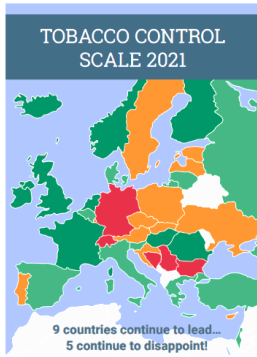 TOBACCO CONTROL
SCALE 2021
9 countries continue to lead...
5 continue to disappoint!